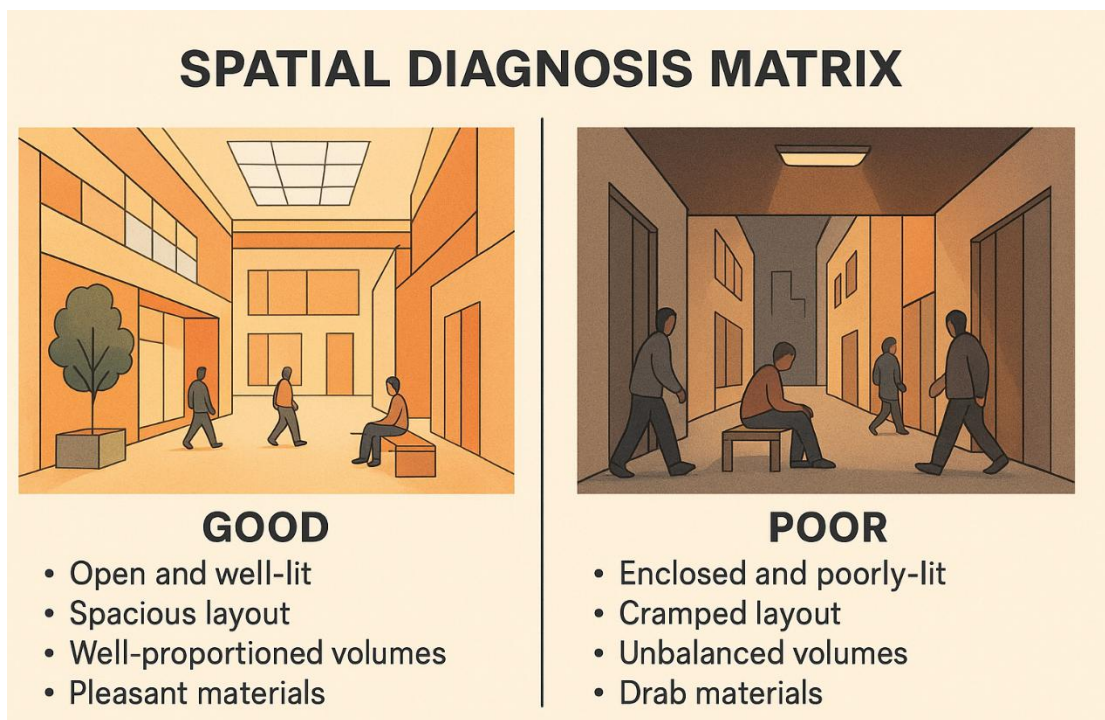 SPATIAL DIAGNOSIS MATRIX
GOOD
• Open and well-lit
• Spacious layout
• Well-proportioned volumes
• Pleasant materials
POOR
• Enclosed and poorly-lit
• Cramped layout
• Unbalanced volumes
• Drab materials